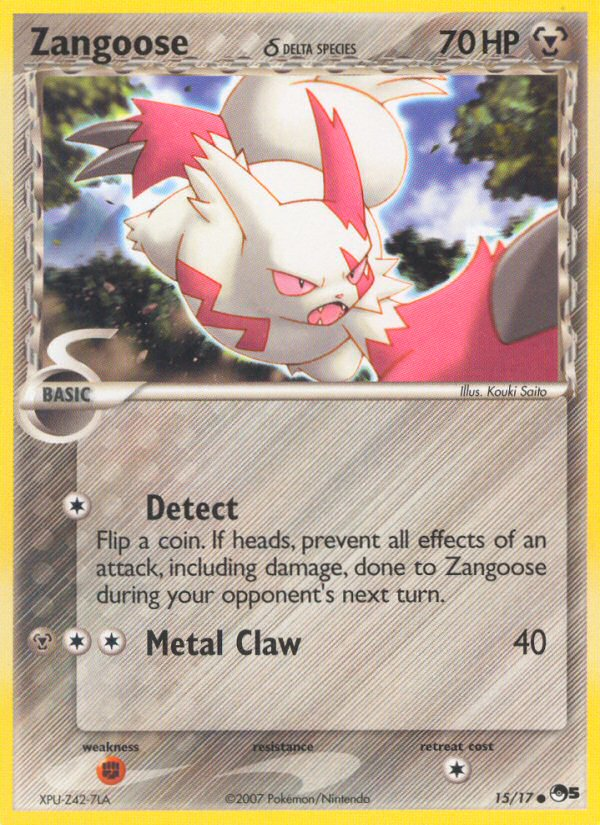 Zangoose δ DELTA SPECIES 70 HP
BASIC
Illus. Kouki Saito
Detect
Flip a coin. If heads, prevent all effects of an
attack, including damage, done to Zangoose
during your opponent's next turn.
Metal Claw 40
weakness resistance retreat cost
XPU-Z42-7LA ©2007 Pokémon/Nintendo 15/17 ● 5